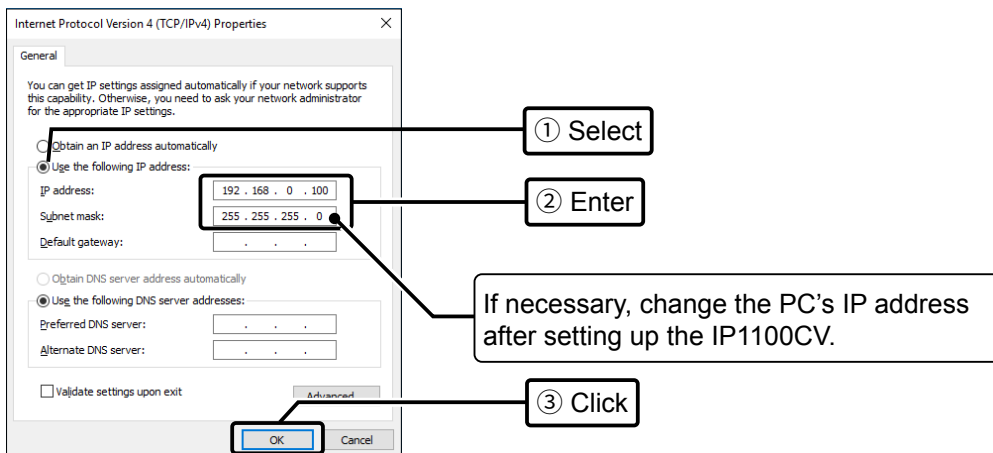 Internet Protocol Version 4 (TCP/IPv4) Properties
General
You can get IP settings assigned automatically if your network supports
this capability. Otherwise, you need to ask your network administrator
for the appropriate IP settings.
Obtain an IP address automatically
Use the following IP address:
IP address: 192 . 168 . 0 . 100
Subnet mask: 255 . 255 . 255 . 0
Default gateway: . . .
Obtain DNS server address automatically
Use the following DNS server addresses:
Preferred DNS server: . . .
Alternate DNS server: . . .
Validate settings upon exit
Advanced...
OK Cancel
① Select
② Enter
If necessary, change the PC’s IP address
after setting up the IP1100CV.
③ Click